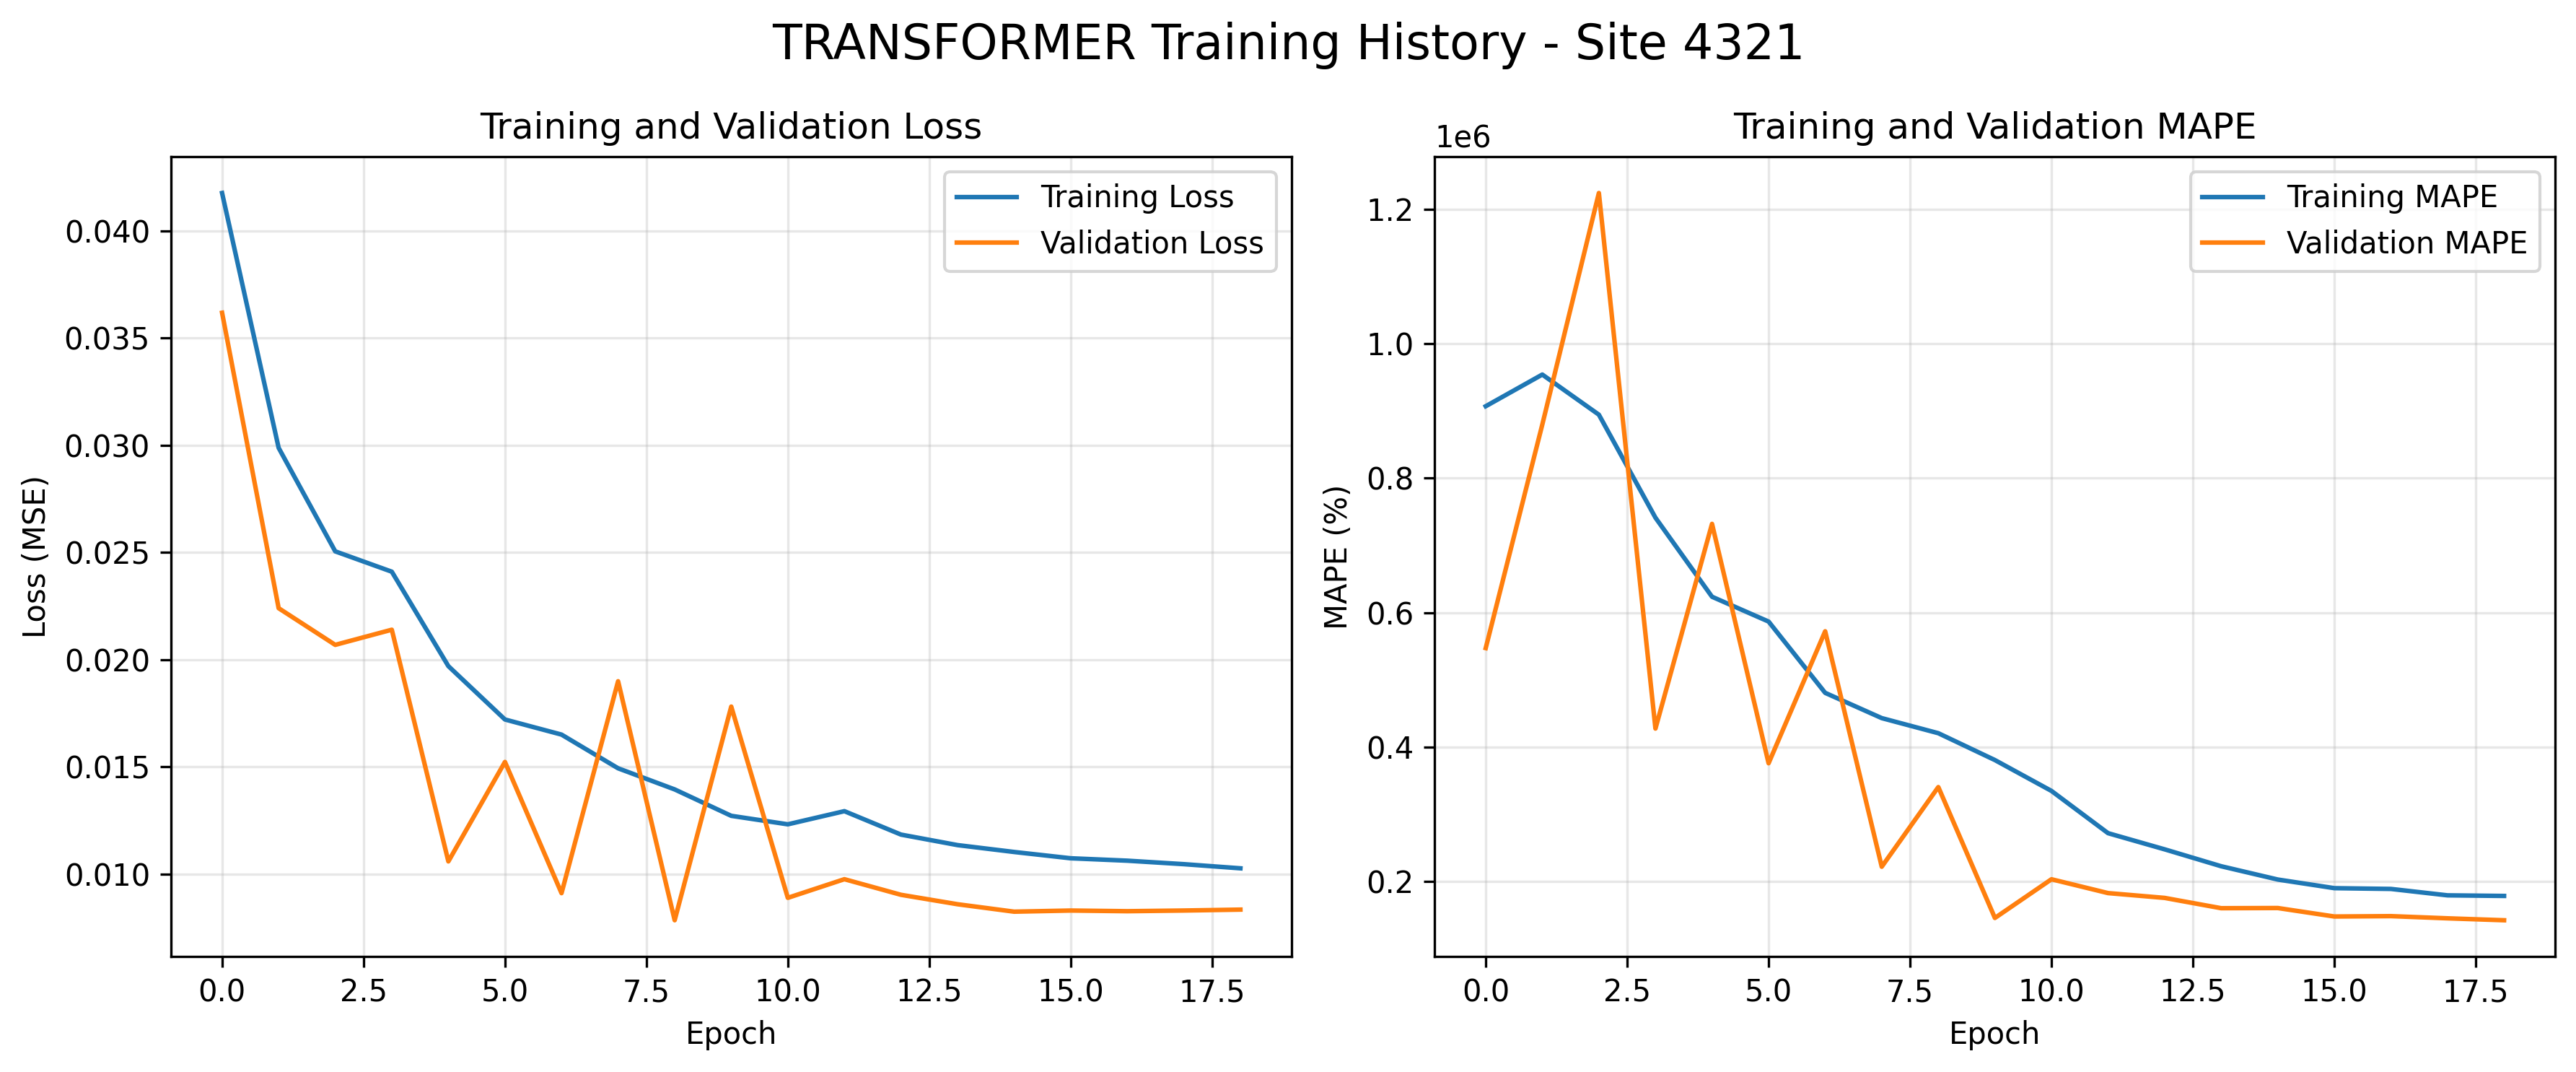 TRANSFORMER Training History - Site 4321
Training and Validation Loss
Training Loss
Validation Loss
0.040
0.035
0.030
0.025
0.020
0.015
0.010
Loss (MSE)
0.0 2.5 5.0 7.5 10.0 12.5 15.0 17.5
Epoch
Training and Validation MAPE
1e6
Training MAPE
Validation MAPE
1.2
1.0
0.8
0.6
0.4
0.2
MAPE (%)
0.0 2.5 5.0 7.5 10.0 12.5 15.0 17.5
Epoch